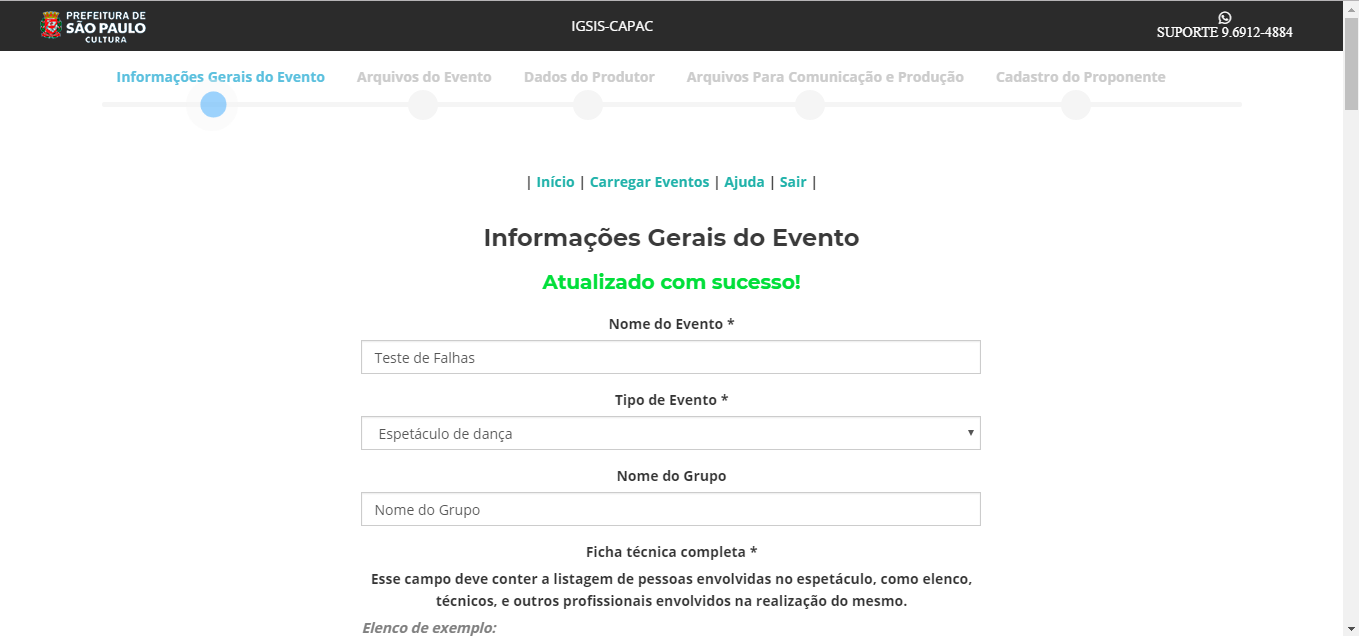 PREFEITURA DE
SÃO PAULO
CULTURA
IGSIS-CAPAC
SUPORTE 9.6912-4884
Informações Gerais do Evento
Arquivos do Evento
Dados do Produtor
Arquivos Para Comunicação e Produção
Cadastro do Proponente
| Início | Carregar Eventos | Ajuda | Sair |
Informações Gerais do Evento
Atualizado com sucesso!
Nome do Evento *
Teste de Falhas
Tipo de Evento *
Espetáculo de dança
Nome do Grupo
Nome do Grupo
Ficha técnica completa *
Esse campo deve conter a listagem de pessoas envolvidas no espetáculo, como elenco,
técnicos, e outros profissionais envolvidos na realização do mesmo.
Elenco de exemplo: